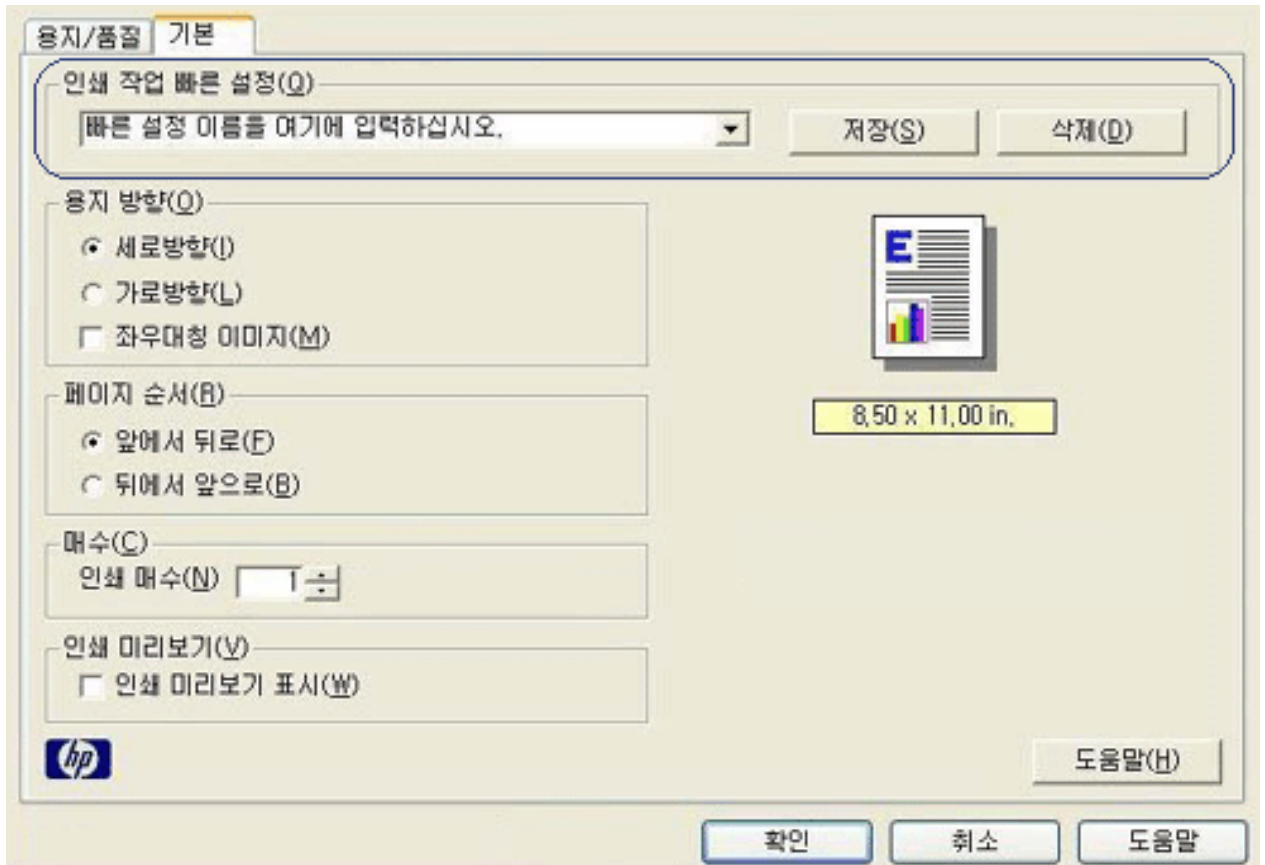 용지/품질 기본
인쇄 작업 빠른 설정(Q)
빠른 설정 이름을 여기에 입력하십시오. 저장(S) 삭제(D)
용지 방향(O)
세로방향(I)
가로방향(L)
좌우대칭 이미지(M)
E
8.50 x 11.00 in.
페이지 순서(R)
앞에서 뒤로(F)
뒤에서 앞으로(B)
매수(C)
인쇄 매수(N) 1
인쇄 미리보기(V)
인쇄 미리보기 표시(W)
hp
도움말(H)
확인 취소 도움말